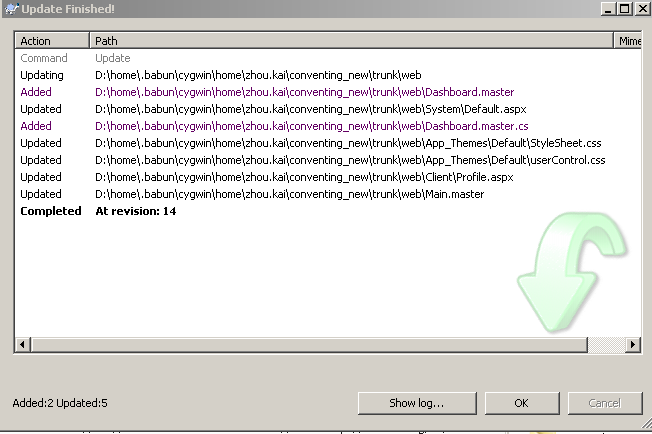 Update Finished!
Action Path Mime
Command Update
Updating D:\home\.babun\cygwin\home\zhou.kai\conventing_new\trunk\web
Added D:\home\.babun\cygwin\home\zhou.kai\conventing_new\trunk\web\Dashboard.master
Updated D:\home\.babun\cygwin\home\zhou.kai\conventing_new\trunk\web\System\Default.aspx
Added D:\home\.babun\cygwin\home\zhou.kai\conventing_new\trunk\web\Dashboard.master.cs
Updated D:\home\.babun\cygwin\home\zhou.kai\conventing_new\trunk\web\App_Themes\Default\StyleSheet.css
Updated D:\home\.babun\cygwin\home\zhou.kai\conventing_new\trunk\web\App_Themes\Default\userControl.css
Updated D:\home\.babun\cygwin\home\zhou.kai\conventing_new\trunk\web\Client\Profile.aspx
Updated D:\home\.babun\cygwin\home\zhou.kai\conventing_new\trunk\web\Main.master
Completed At revision: 14
Added:2 Updated:5 Show log... OK Cancel